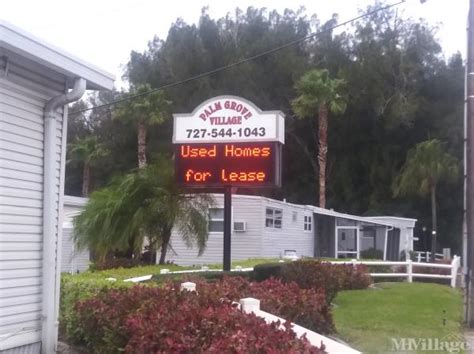 PALM GROVE
VILLAGE
727-544-1043
Used Homes
for lease
MHVillage